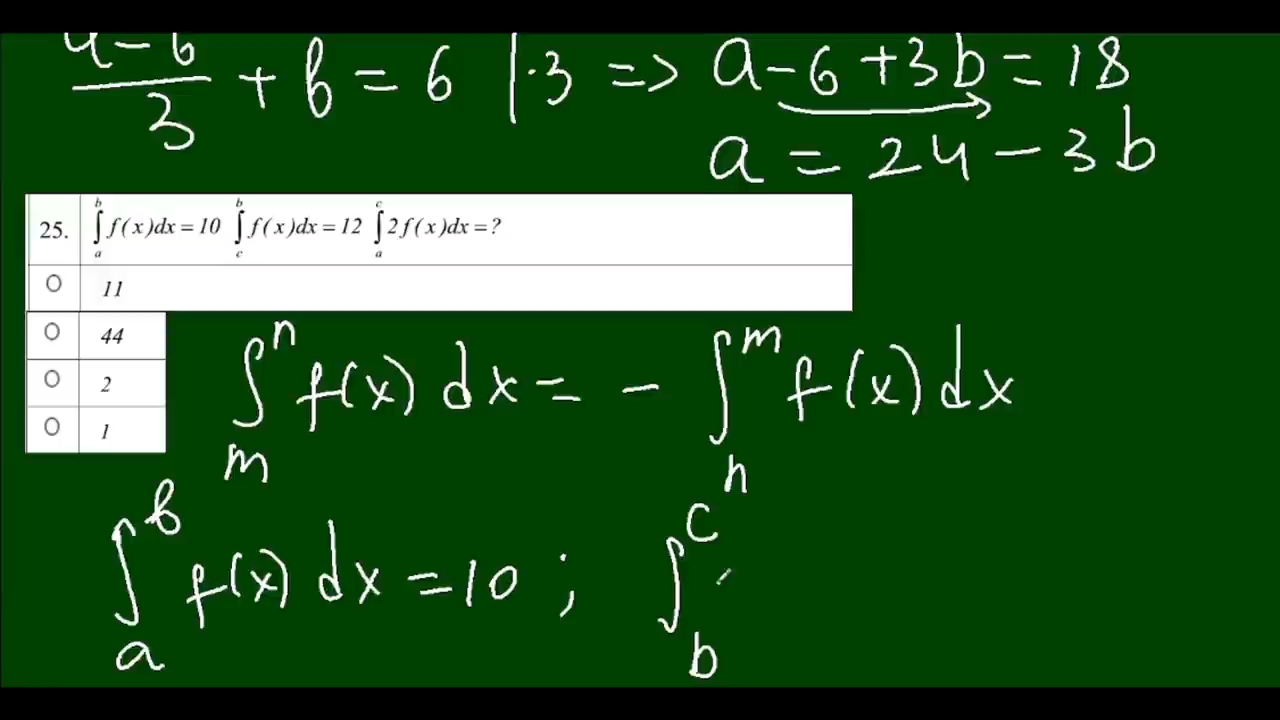 a-6/3 + b = 6 |·3 => a-6+3b=18
a = 24-3b
25. ∫_a^b f(x)dx=10 ∫_c^b f(x)dx=12 ∫_a^c 2f(x)dx=?
11
44
2
1
∫_m^n f(x) dx = - ∫_n^m f(x) dx
∫_a^b f(x) dx = 10 ; ∫_b^c